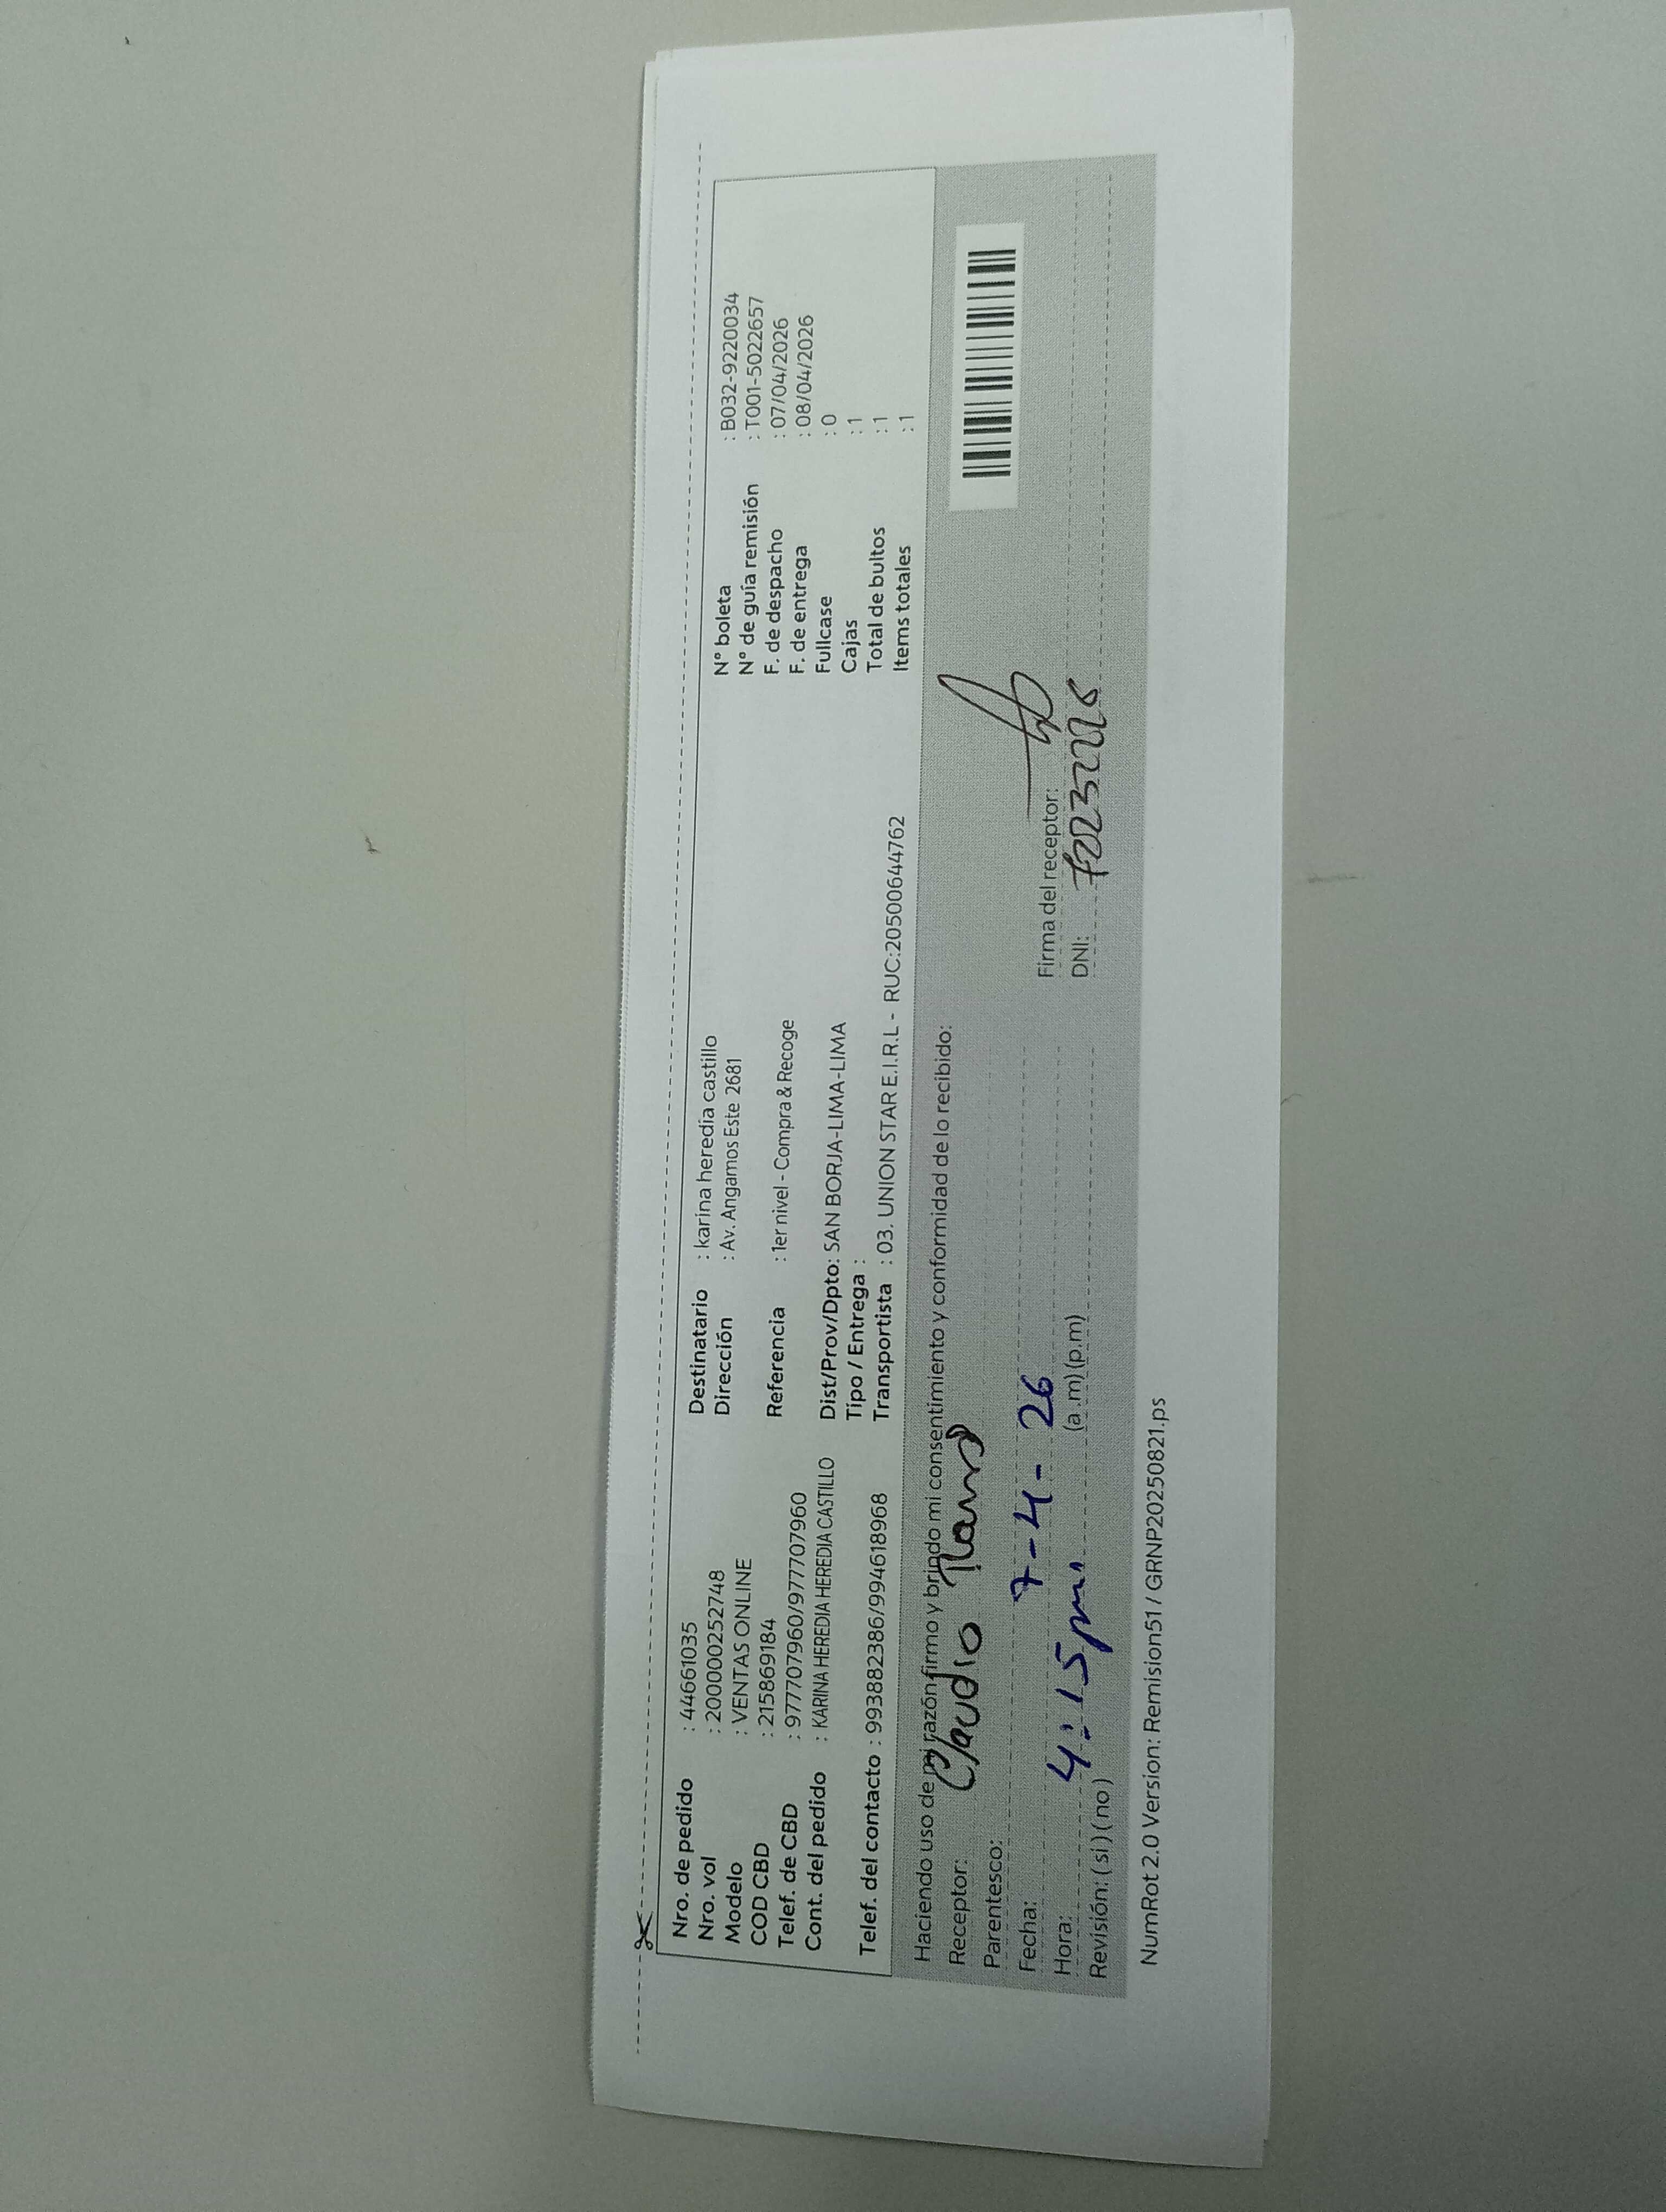 Nro. de pedido : 44661035
Nro. vol : 200000252748
Modelo : VENTAS ONLINE
COD CBD : 215869184
Telef. de CBD : 977707960/977707960
Cont. del pedido : KARINA HEREDIA HEREDIA CASTILLO
Telef. del contacto : 993882386/994618968
Destinatario : karina heredia castillo
Dirección : Av. Angamos Este 2681
Referencia : 1er nivel - Compra & Recoge
Dist/Prov/Dpto: SAN BORJA-LIMA-LIMA
Tipo / Entrega :
Transportista : 03. UNION STAR E.I.R.L - RUC:20500644762
N° boleta : B032-9220034
N° de guía remisión : T001-5022657
F. de despacho : 07/04/2026
F. de entrega : 08/04/2026
Fullcase : 0
Cajas : 1
Total de bultos : 1
Items totales : 1
Haciendo uso de mi razón firmo y brindo mi consentimiento y conformidad de lo recibido:
Receptor: Claudio
Parentesco:
Fecha: 7-4-26
Hora: 4:15pm. (a.m)(p.m)
Revisión: (si) (no)
Firma del receptor:
DNI:
NumRot 2.0 Version: Remision51 / GRNP20250821.ps